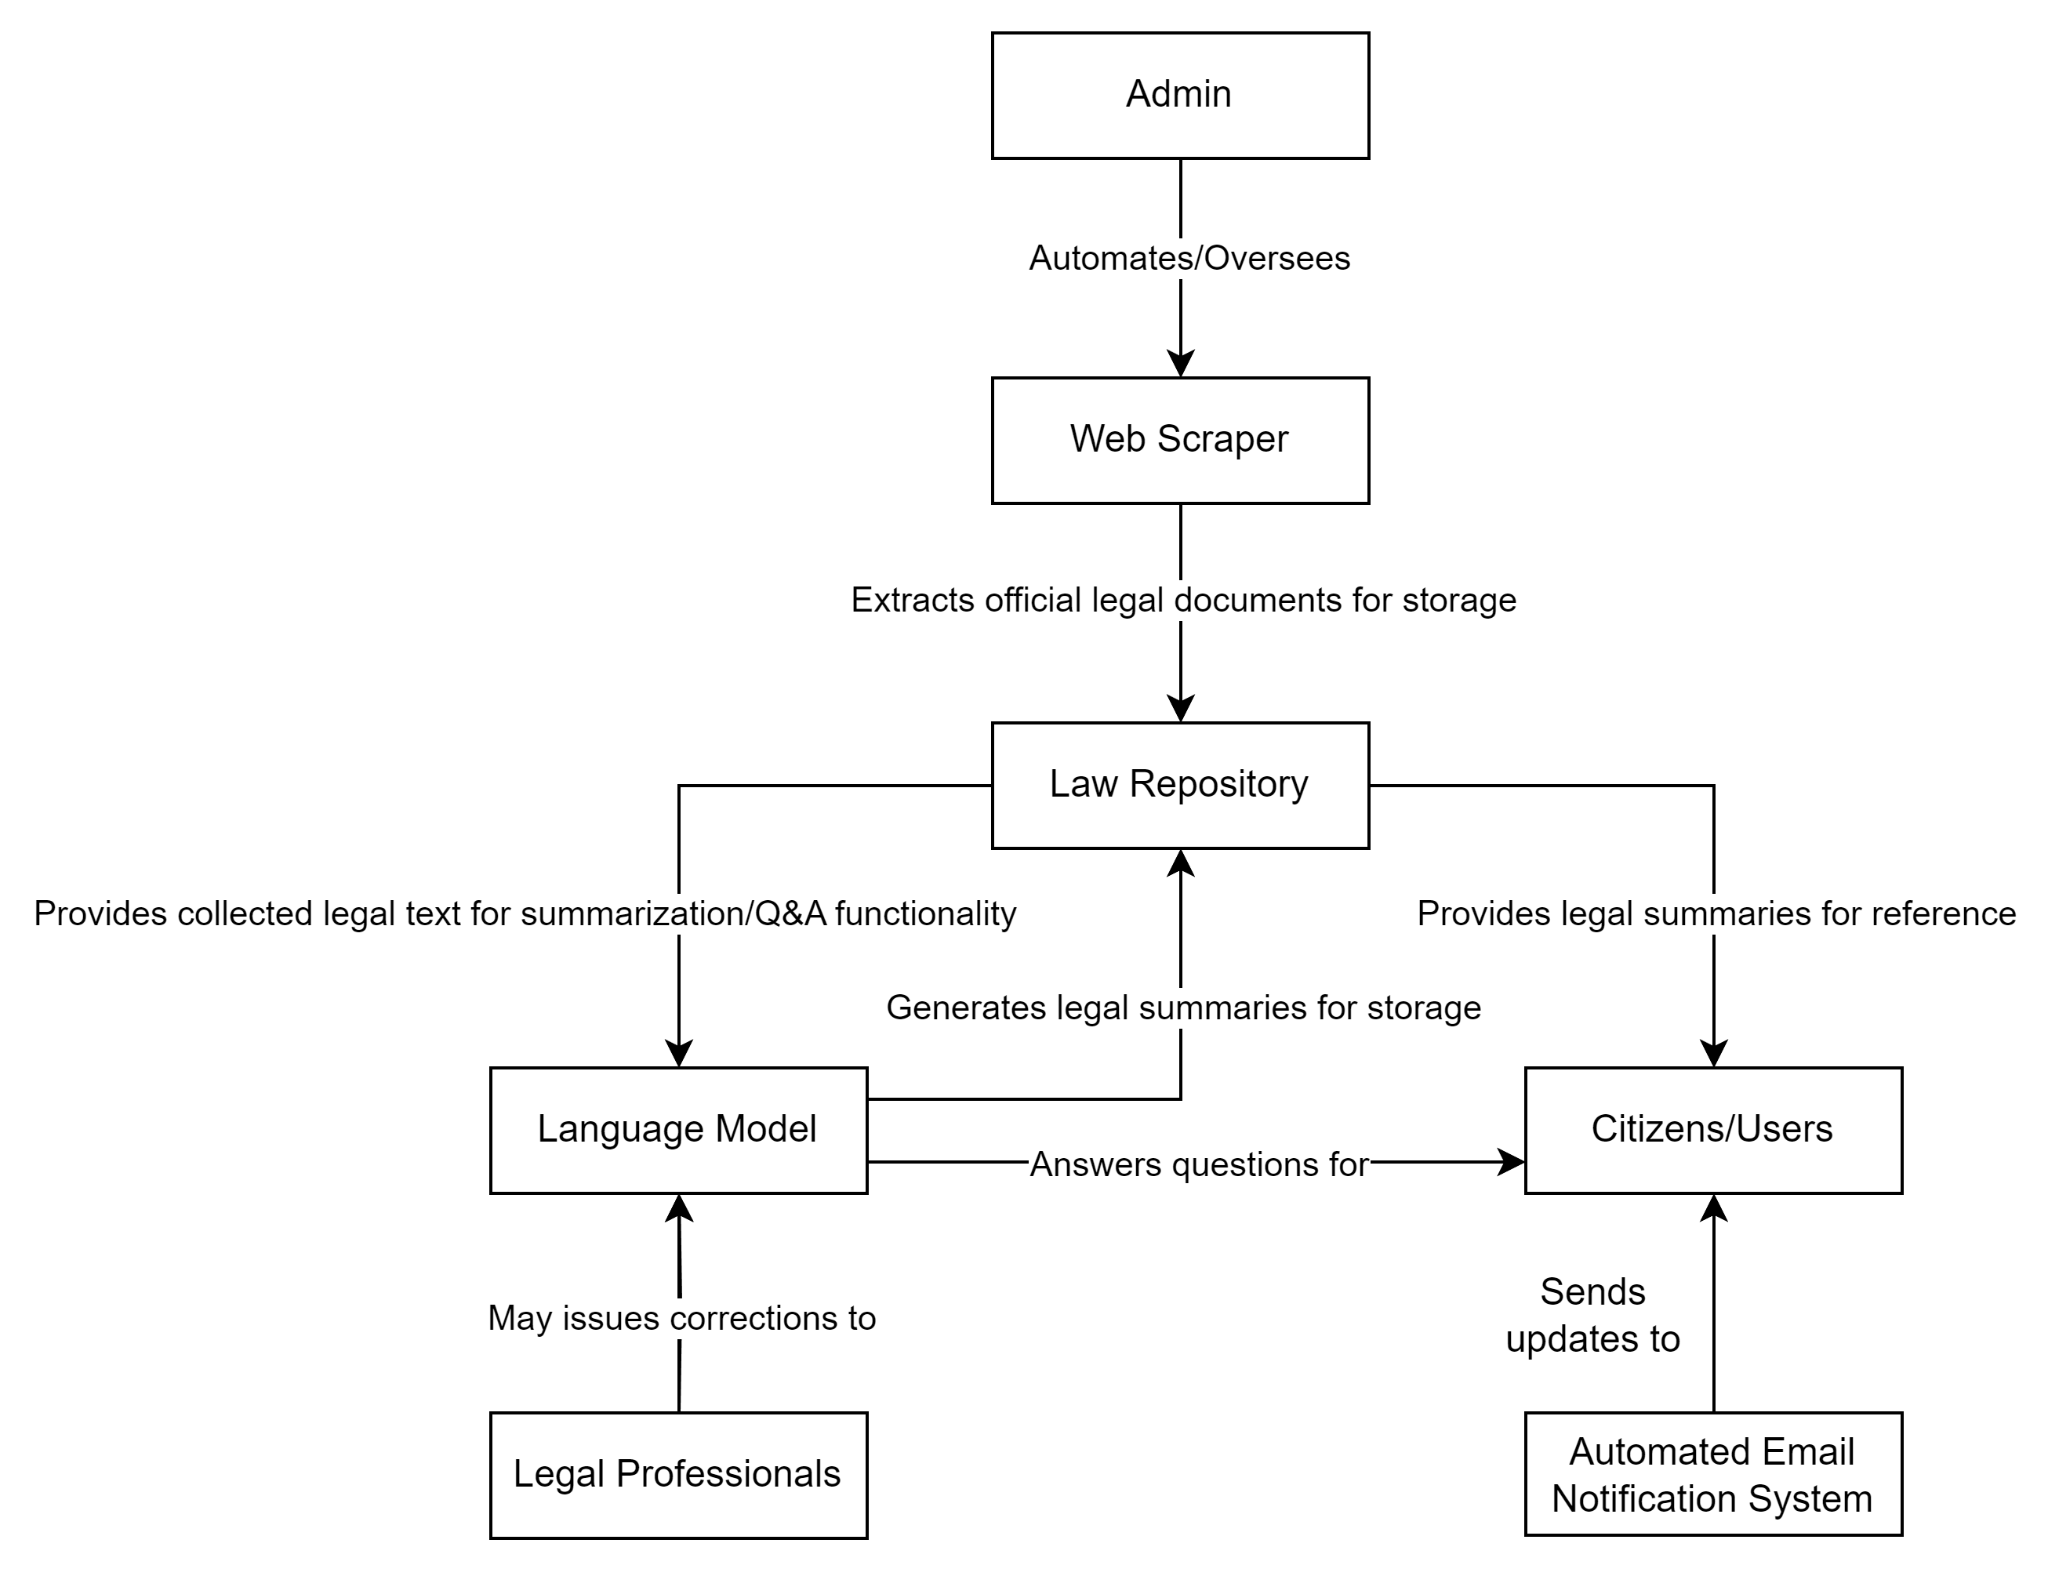 Admin
Automates/Oversees
Web Scraper
Extracts official legal documents for storage
Law Repository
Provides collected legal text for summarization/Q&A functionality
Provides legal summaries for reference
Generates legal summaries for storage
Language Model
Citizens/Users
Answers questions for
May issues corrections to
Sends
updates to
Legal Professionals
Automated Email
Notification System